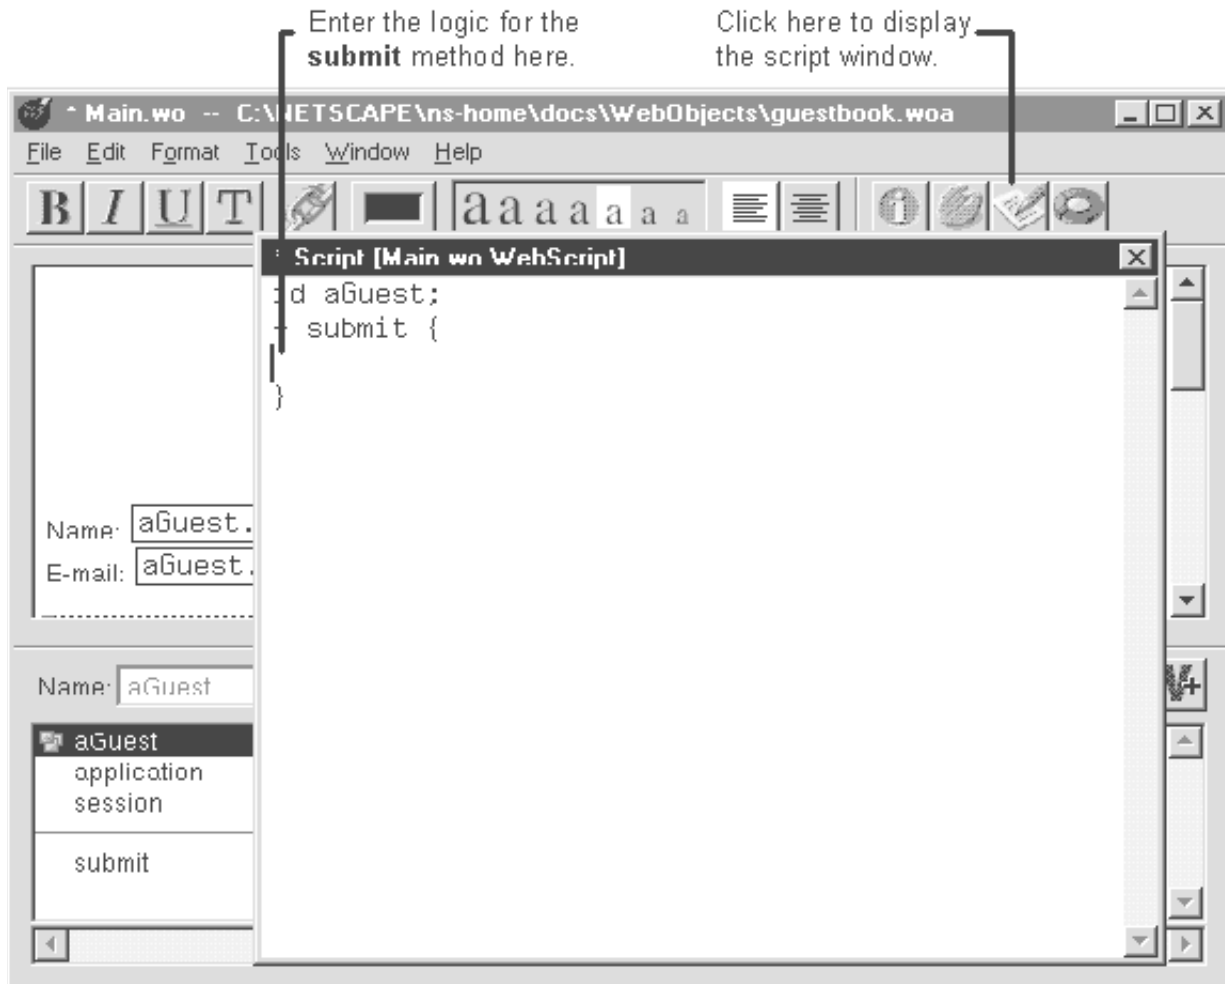 Enter the logic for the
submit method here.
Click here to display
the script window.
* Main.wo -- C:\NETSCAPE\ns-home\docs\WebObjects\guestbook.woa
File Edit Format Tools Window Help
B I U T a a a a a a a
* Script [Main.wo WebScript]
id aGuest;
- submit {
}
Name: aGuest.
E-mail: aGuest.
Name: aGuest
V+
aGuest
application
session
submit